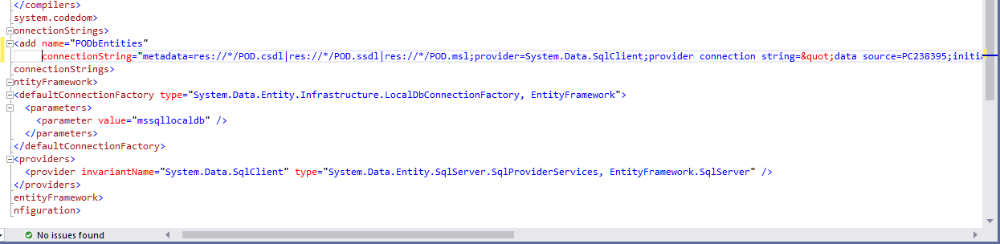 </compilers>
system.codedom>
onnectionStrings>
<add name="PODbEntities"
connectionString="metadata=res://*/POD.csdl|res://*/POD.ssdl|res://*/POD.msl;provider=System.Data.SqlClient;provider connection string=&quot;data source=PC238395;initi
connectionStrings>
ntityFramework>
<defaultConnectionFactory type="System.Data.Entity.Infrastructure.LocalDbConnectionFactory, EntityFramework">
<parameters>
<parameter value="mssqllocaldb" />
</parameters>
</defaultConnectionFactory>
<providers>
<provider invariantName="System.Data.SqlClient" type="System.Data.Entity.SqlServer.SqlProviderServices, EntityFramework.SqlServer" />
</providers>
entityFramework>
nfiguration>
No issues found